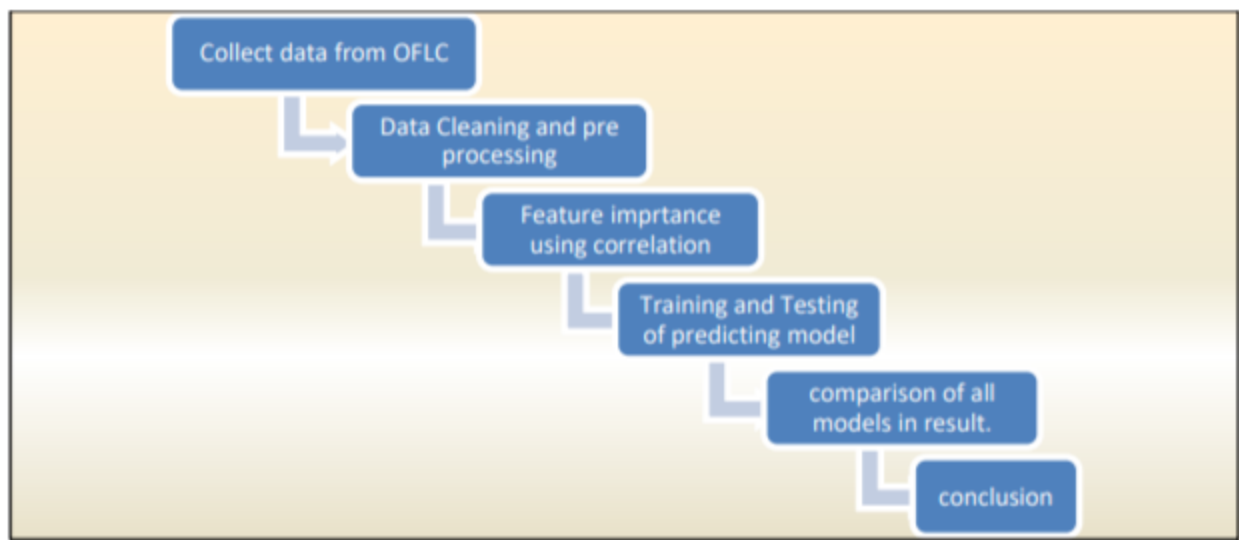 Collect data from OFLC
Data Cleaning and pre
processing
Feature imprtance
using correlation
Training and Testing
of predicting model
comparison of all
models in result.
conclusion